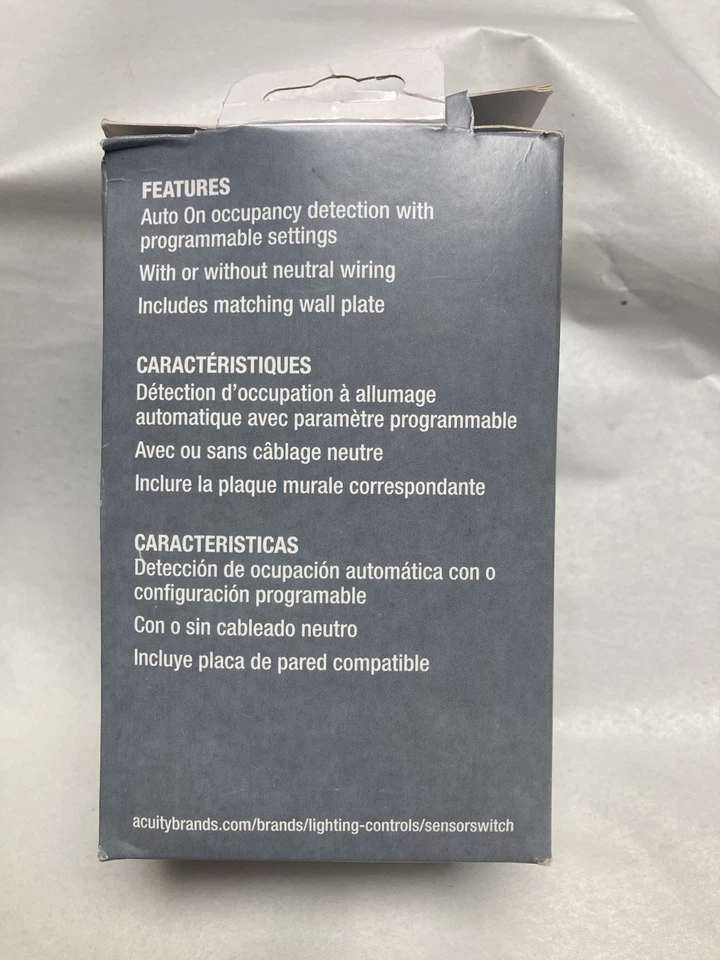 FEATURES
Auto On occupancy detection with
programmable settings
With or without neutral wiring
Includes matching wall plate
CARACTÉRISTIQUES
Détection d'occupation à allumage
automatique avec paramètre programmable
Avec ou sans câblage neutre
Inclure la plaque murale correspondante
CARACTERISTICAS
Detección de ocupación automática con o
configuración programable
Con o sin cableado neutro
Incluye placa de pared compatible
acuitybrands.com/brands/lighting-controls/sensorswitch